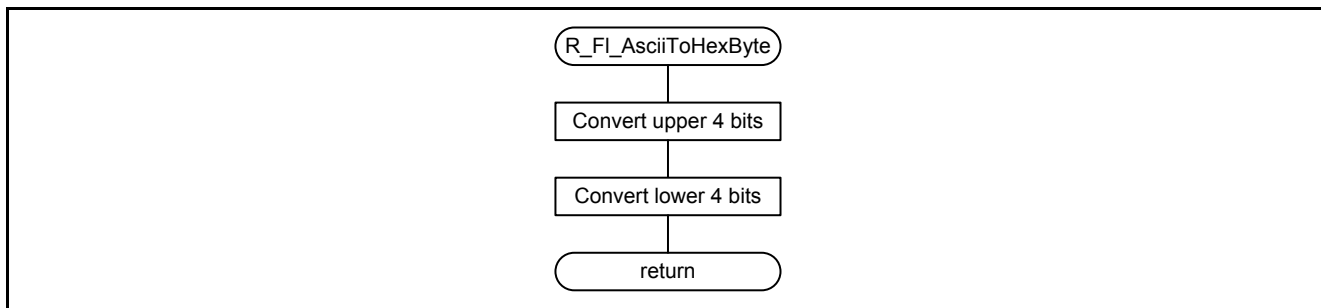 R_Fl_AsciiToHexByte
Convert upper 4 bits
Convert lower 4 bits
return